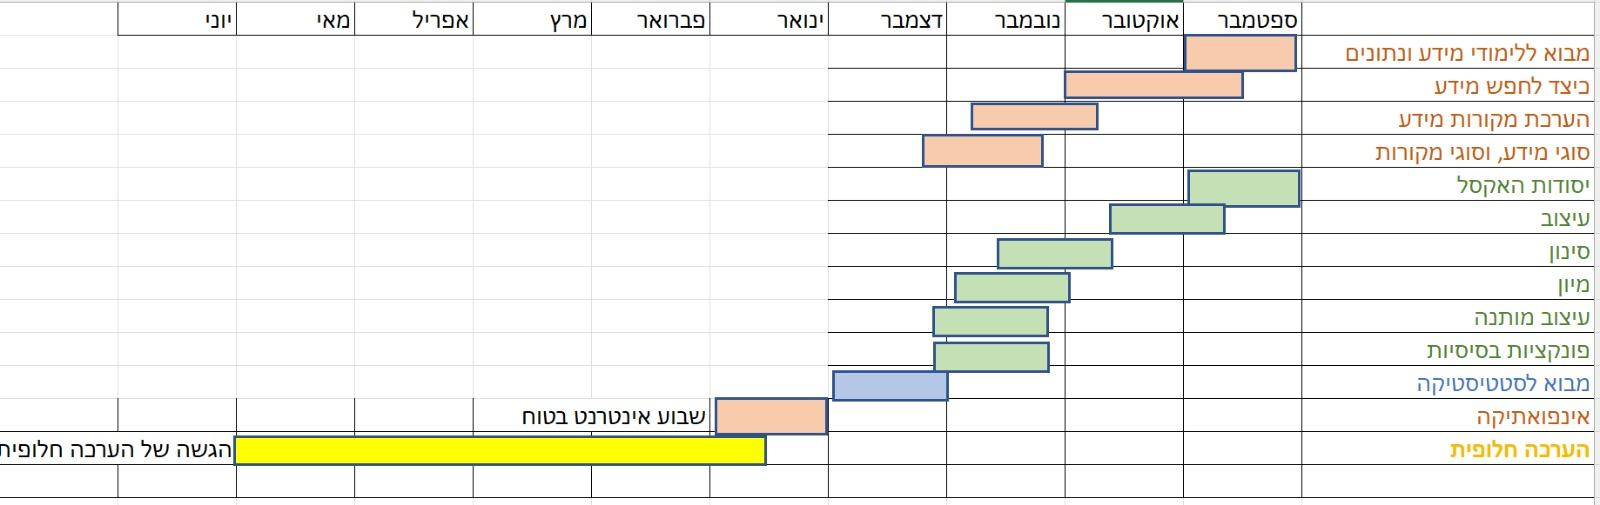 ספטמבר אוקטובר נובמבר דצמבר ינואר פברואר מרץ אפריל מאי יוני
מבוא ללימודי מידע ונתונים
כיצד לחפש מידע
הערכת מקורות מידע
סוגי מידע, וסוגי מקורות
יסודות האקסל
עיצוב
סינון
מיון
עיצוב מותנה
פונקציות בסיסיות
מבוא לסטטיסטיקה
אינפואתיקה שבוע אינטרנט בטוח
הערכה חלופית הגשה של הערכה חלופית